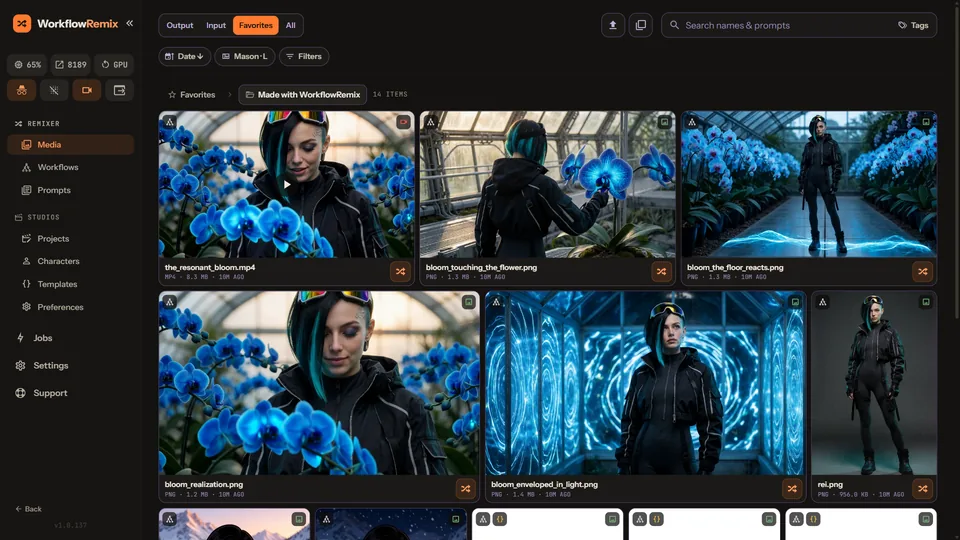 WorkflowRemix
Output Input Favorites All
Search names & prompts Tags
65% 8189 GPU
Date Mason·L Filters
Favorites Made with WorkflowRemix 14 ITEMS
REMIXER
Media
Workflows
Prompts
STUDIOS
Projects
Characters
Templates
Preferences
Jobs
Settings
Support
Back
v1.0.137
the_resonant_bloom.mp4
MP4 · 8.3 MB · 10M AGO
bloom_touching_the_flower.png
PNG · 1.3 MB · 10M AGO
bloom_the_floor_reacts.png
PNG · 1.3 MB · 10M AGO
bloom_realization.png
PNG · 1.2 MB · 10M AGO
bloom_enveloped_in_light.png
PNG · 1.4 MB · 10M AGO
rei.png
PNG · 956.0 KB · 10M AGO